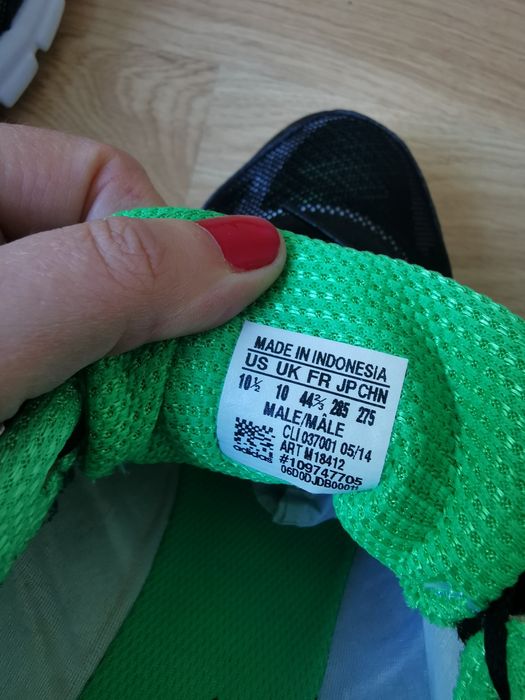 MADE IN INDONESIA
US UK FR JP CHN
10½ 10 44⅔ 285 275
MALE/MÂLE
CLI 037001 05/14
ART M18412
#109747705